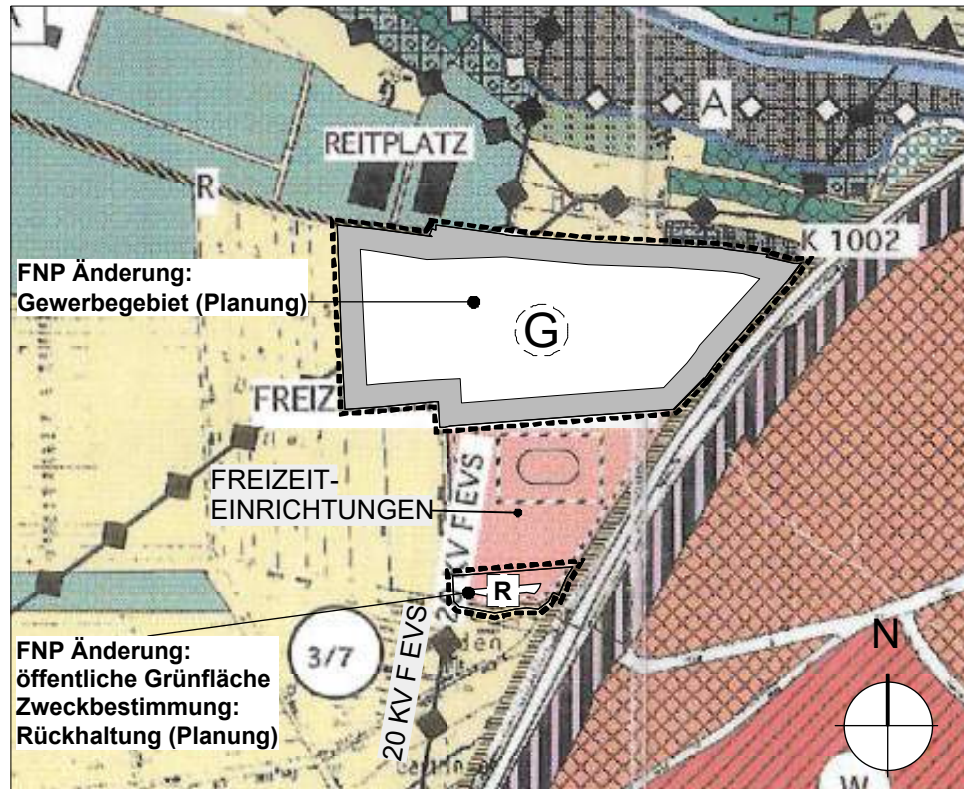 A
REITPLATZ
R
K 1002
FNP Änderung:
Gewerbegebiet (Planung)
G
FREIZ
FREIZEIT-
EINRICHTUNGEN
KV F EVS
R
FNP Änderung:
öffentliche Grünfläche
Zweckbestimmung:
Rückhaltung (Planung)
3/7
20 KV F EVS
N
W